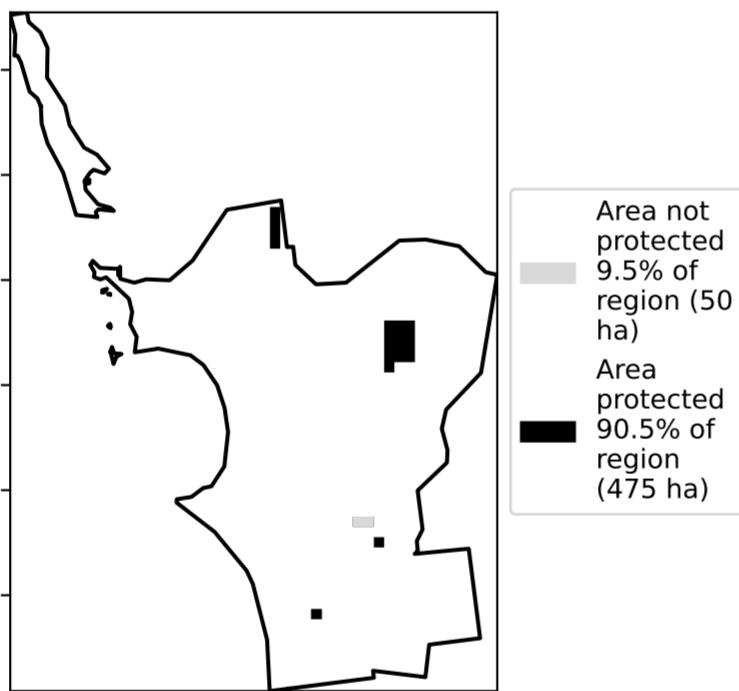 Area not
protected
9.5% of
region (50
ha)
Area
protected
90.5% of
region
(475 ha)